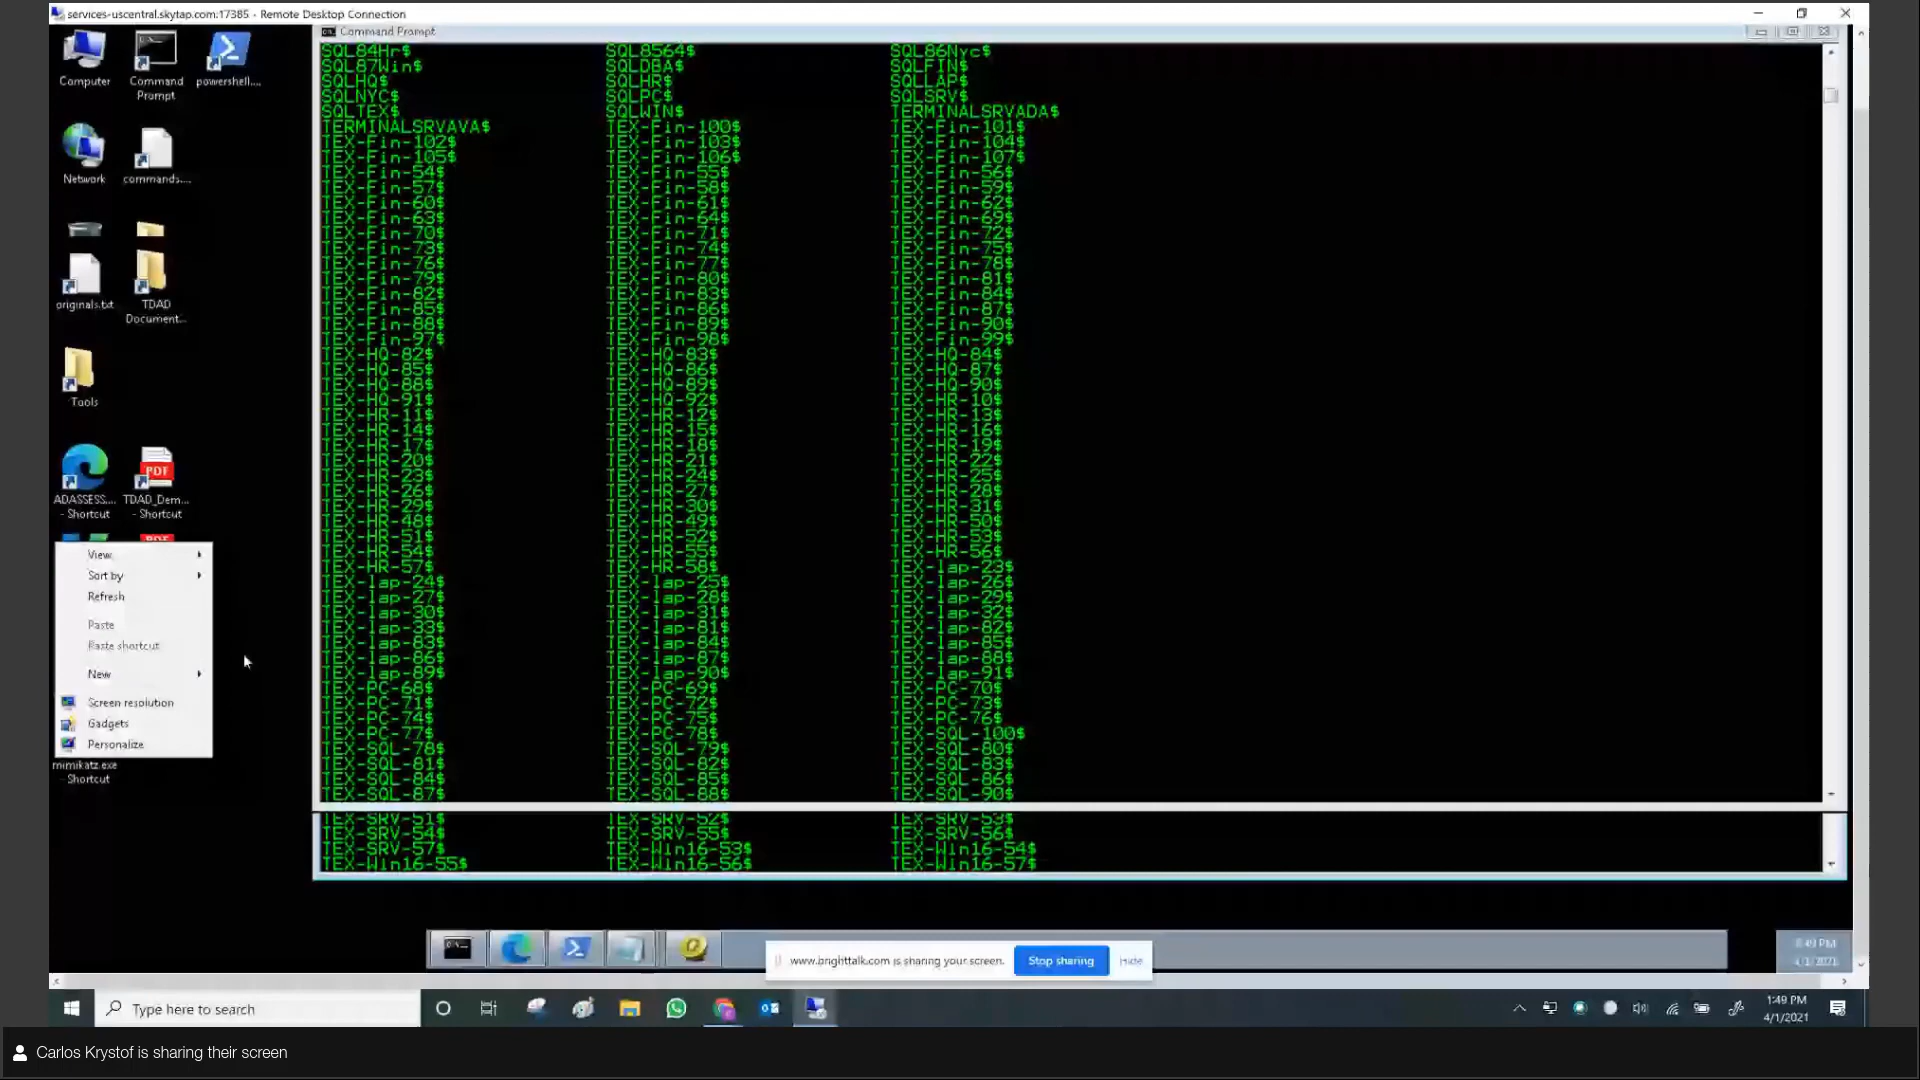 services-uscentral.skytap.com:17385 - Remote Desktop Connection
Computer
Command Prompt
powershell....
Network
commands....
originals.txt
TDAD Document...
Tools
ADASSESS.... - Shortcut
TDAD_Dem... - Shortcut
View
Sort by
Refresh
Paste
Paste shortcut
New
Screen resolution
Gadgets
Personalize
mimikatz.exe - Shortcut
Command Prompt
SQL84Hr$ SQL8564$ SQL86Nyc$
SQL87Win$ SQLDBA$ SQLFIN$
SQLHQ$ SQLHR$ SQLLAP$
SQLNYC$ SQLPC$ SQLSRV$
SQLTEX$ SQLWIN$ TERMINALSRVADA$
TERMINALSRVAVA$ TEX-Fin-100$ TEX-Fin-101$
TEX-Fin-102$ TEX-Fin-103$ TEX-Fin-104$
TEX-Fin-105$ TEX-Fin-106$ TEX-Fin-107$
TEX-Fin-54$ TEX-Fin-55$ TEX-Fin-56$
TEX-Fin-57$ TEX-Fin-58$ TEX-Fin-59$
TEX-Fin-60$ TEX-Fin-61$ TEX-Fin-62$
TEX-Fin-63$ TEX-Fin-64$ TEX-Fin-69$
TEX-Fin-70$ TEX-Fin-71$ TEX-Fin-72$
TEX-Fin-73$ TEX-Fin-74$ TEX-Fin-75$
TEX-Fin-76$ TEX-Fin-77$ TEX-Fin-78$
TEX-Fin-79$ TEX-Fin-80$ TEX-Fin-81$
TEX-Fin-82$ TEX-Fin-83$ TEX-Fin-84$
TEX-Fin-85$ TEX-Fin-86$ TEX-Fin-87$
TEX-Fin-88$ TEX-Fin-89$ TEX-Fin-90$
TEX-Fin-97$ TEX-Fin-98$ TEX-Fin-99$
TEX-HQ-82$ TEX-HQ-83$ TEX-HQ-84$
TEX-HQ-85$ TEX-HQ-86$ TEX-HQ-87$
TEX-HQ-88$ TEX-HQ-89$ TEX-HQ-90$
TEX-HQ-91$ TEX-HQ-92$ TEX-HR-10$
TEX-HR-11$ TEX-HR-12$ TEX-HR-13$
TEX-HR-14$ TEX-HR-15$ TEX-HR-16$
TEX-HR-17$ TEX-HR-18$ TEX-HR-19$
TEX-HR-20$ TEX-HR-21$ TEX-HR-22$
TEX-HR-23$ TEX-HR-24$ TEX-HR-25$
TEX-HR-26$ TEX-HR-27$ TEX-HR-28$
TEX-HR-29$ TEX-HR-30$ TEX-HR-31$
TEX-HR-48$ TEX-HR-49$ TEX-HR-50$
TEX-HR-51$ TEX-HR-52$ TEX-HR-53$
TEX-HR-54$ TEX-HR-55$ TEX-HR-56$
TEX-HR-57$ TEX-HR-58$ TEX-lap-23$
TEX-lap-24$ TEX-lap-25$ TEX-lap-26$
TEX-lap-27$ TEX-lap-28$ TEX-lap-29$
TEX-lap-30$ TEX-lap-31$ TEX-lap-32$
TEX-lap-33$ TEX-lap-81$ TEX-lap-82$
TEX-lap-83$ TEX-lap-84$ TEX-lap-85$
TEX-lap-86$ TEX-lap-87$ TEX-lap-88$
TEX-lap-89$ TEX-lap-90$ TEX-lap-91$
TEX-PC-68$ TEX-PC-69$ TEX-PC-70$
TEX-PC-71$ TEX-PC-72$ TEX-PC-73$
TEX-PC-74$ TEX-PC-75$ TEX-PC-76$
TEX-PC-77$ TEX-PC-78$ TEX-SQL-100$
TEX-SQL-78$ TEX-SQL-79$ TEX-SQL-80$
TEX-SQL-81$ TEX-SQL-82$ TEX-SQL-83$
TEX-SQL-84$ TEX-SQL-85$ TEX-SQL-86$
TEX-SQL-87$ TEX-SQL-88$ TEX-SQL-90$
TEX-SRV-51$ TEX-SRV-52$ TEX-SRV-53$
TEX-SRV-54$ TEX-SRV-55$ TEX-SRV-56$
TEX-SRV-57$ TEX-Win16-53$ TEX-Win16-54$
TEX-Win16-55$ TEX-Win16-56$ TEX-Win16-57$
www.brighttalk.com is sharing your screen.
Stop sharing
Hide
PDF
Type here to search
1:49 PM
4/1/2021
Carlos Krystof is sharing their screen